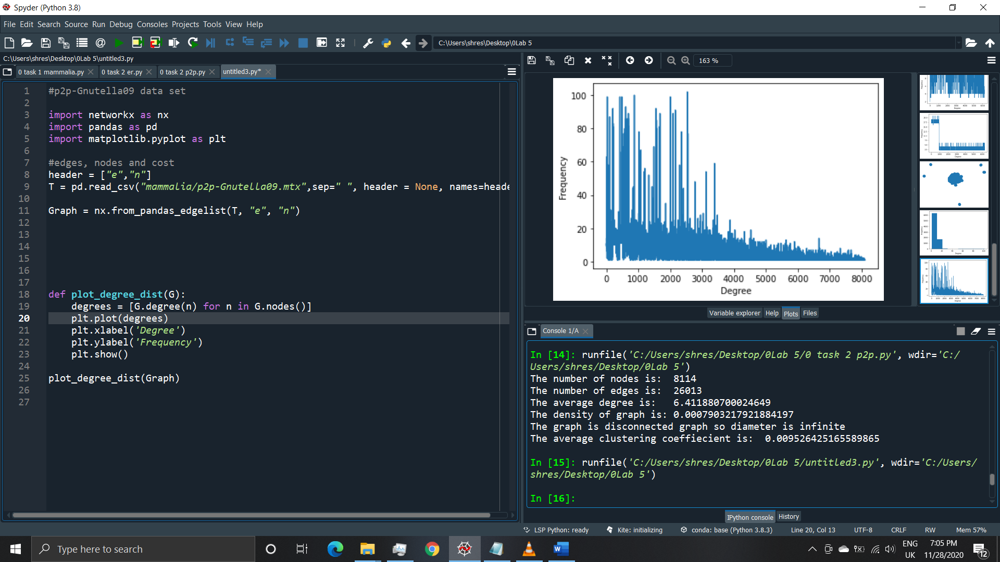 Spyder (Python 3.8)
File Edit Search Source Run Debug Consoles Projects Tools View Help
C:\Users\shres\Desktop\0Lab 5
C:\Users\shres\Desktop\0Lab 5\untitled3.py
0 task 1 mammalia.py 0 task 2 er.py 0 task 2 p2p.py untitled3.py*
1 #p2p-Gnutella09 data set
2
3 import networkx as nx
4 import pandas as pd
5 import matplotlib.pyplot as plt
6
7 #edges, nodes and cost
8 header = ["e","n"]
9 T = pd.read_csv("mammalia/p2p-Gnutella09.mtx",sep=" ", header = None, names=heade
10
11 Graph = nx.from_pandas_edgelist(T, "e", "n")
12
13
14
15
16
17
18 def plot_degree_dist(G):
19 degrees = [G.degree(n) for n in G.nodes()]
20 plt.plot(degrees)
21 plt.xlabel('Degree')
22 plt.ylabel('Frequency')
23 plt.show()
24
25 plot_degree_dist(Graph)
26
27
163 %
100
80
60
40
20
0
Frequency
0 1000 2000 3000 4000 5000 6000 7000 8000
Degree
Variable explorer Help Plots Files
Console 1/A
In [14]: runfile('C:/Users/shres/Desktop/0Lab 5/0 task 2 p2p.py', wdir='C:/
Users/shres/Desktop/0Lab 5')
The number of nodes is: 8114
The number of edges is: 26013
The average degree is: 6.411880700024649
The density of graph is: 0.0007903217921884197
The graph is disconnected graph so diameter is infinite
The average clustering coeffiecient is: 0.009526425165589865
In [15]: runfile('C:/Users/shres/Desktop/0Lab 5/untitled3.py', wdir='C:/Users/
shres/Desktop/0Lab 5')
In [16]:
IPython console History
LSP Python: ready Kite: initializing conda: base (Python 3.8.3) Line 20, Col 13 UTF-8 CRLF RW Mem 57%
Type here to search
ENG
UK
7:05 PM
11/28/2020
12